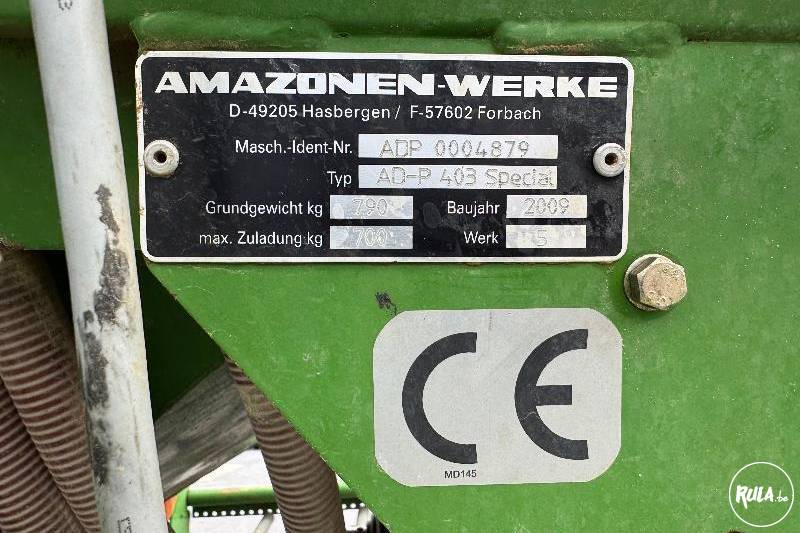 AMAZONEN-WERKE
D-49205 Hasbergen / F-57602 Forbach
Masch.-Ident-Nr. ADP 0004879
Typ AD-P 403 Special
Grundgewicht kg 790 Baujahr 2009
max. Zuladung kg 700 Werk 5
CE
MD145
RULA.be